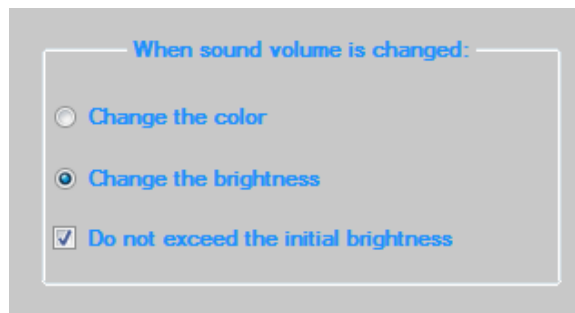 When sound volume is changed:
Change the color
Change the brightness
Do not exceed the initial brightness